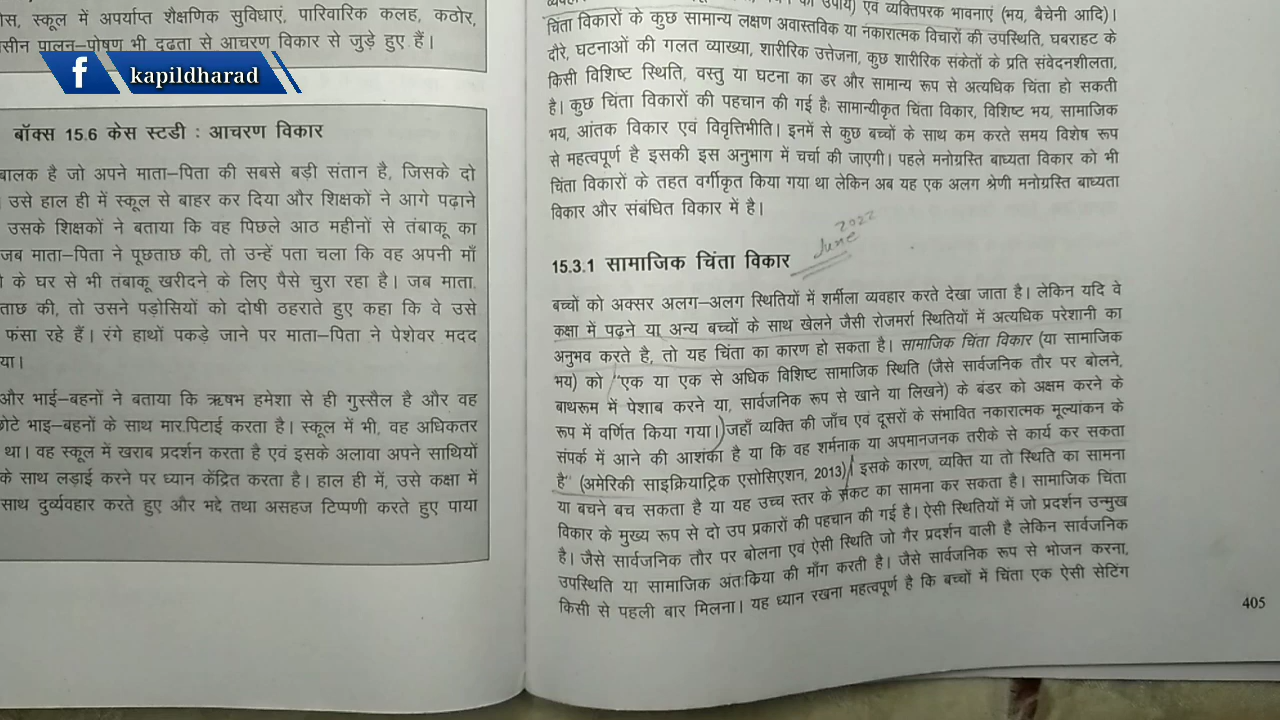 स, स्कूल में अपर्याप्त शैक्षणिक सुविधाएं, पारिवारिक कलह, कठोर,
पालन–पोषण भी दृढता से आचरण विकार से जुड़े हुए हैं।
kapildharad
बॉक्स 15.6 केस स्टडी : आचरण विकार
बालक है जो अपने माता–पिता की सबसे बड़ी संतान है, जिसके दो
उसे हाल ही में स्कूल से बाहर कर दिया और शिक्षकों ने आगे पढ़ाने
उसके शिक्षकों ने बताया कि वह पिछले आठ महीनों से तंबाकू का
जब माता–पिता ने पूछताछ की, तो उन्हें पता चला कि वह अपनी माँ
के घर से भी तंबाकू खरीदने के लिए पैसे चुरा रहा है। जब माता.
ताछ की, तो उसने पड़ोसियों को दोषी ठहराते हुए कहा कि वे उसे
फंसा रहे हैं। रंगे हाथों पकड़े जाने पर माता–पिता ने पेशेवर मदद
या।
और भाई–बहनों ने बताया कि ऋषभ हमेशा से ही गुस्सैल है और वह
छोटे भाइ–बहनों के साथ मार.पिटाई करता है। स्कूल में भी, वह अधिकतर
था। वह स्कूल में खराब प्रदर्शन करता है एवं इसके अलावा अपने साथियों
के साथ लड़ाई करने पर ध्यान केंद्रित करता है। हाल ही में, उसे कक्षा में
साथ दुर्व्यवहार करते हुए और भद्दे तथा असहज टिप्पणी करते हुए पाया
एवं व्यक्तिपरक भावनाएं (भय, बैचेनी आदि)।
चिंता विकारों के कुछ सामान्य लक्षण अवास्तविक या नकारात्मक विचारों की उपस्थिति, घबराहट के
दौरे, घटनाओं की गलत व्याख्या, शारीरिक उत्तेजना, कुछ शारीरिक संकेतों के प्रति संवेदनशीलता,
किसी विशिष्ट स्थिति, वस्तु या घटना का डर और सामान्य रूप से अत्यधिक चिंता हो सकती
है। कुछ चिंता विकारों की पहचान की गई है: सामान्यीकृत चिंता विकार, विशिष्ट भय, सामाजिक
भय, आंतक विकार एवं विवृत्तिभीति। इनमें से कुछ बच्चों के साथ कम करते समय विशेष रूप
से महत्वपूर्ण है इसकी इस अनुभाग में चर्चा की जाएगी। पहले मनोग्रस्ति बाध्यता विकार को भी
चिंता विकारों के तहत वर्गीकृत किया गया था लेकिन अब यह एक अलग श्रेणी मनोग्रस्ति बाध्यता
विकार और संबंधित विकार में है।
June 2022
15.3.1 सामाजिक चिंता विकार
बच्चों को अक्सर अलग–अलग स्थितियों में शर्मीला व्यवहार करते देखा जाता है। लेकिन यदि वे
कक्षा में पढ़ने या अन्य बच्चों के साथ खेलने जैसी रोजमर्रा स्थितियों में अत्यधिक परेशानी का
अनुभव करते है, तो यह चिंता का कारण हो सकता है। सामाजिक चिंता विकार (या सामाजिक
भय) को "एक या एक से अधिक विशिष्ट सामाजिक स्थिति (जैसे सार्वजनिक तौर पर बोलने,
बाथरूम में पेशाब करने या, सार्वजनिक रूप से खाने या लिखने) के बंडर को अक्षम करने के
रूप में वर्णित किया गया। जहाँ व्यक्ति की जाँच एवं दूसरों के संभावित नकारात्मक मूल्यांकन के
संपर्क में आने की आशंका है या कि वह शर्मनाक या अपमानजनक तरीके से कार्य कर सकता
है" (अमेरिकी साइक्रियाट्रिक एसोसिएशन, 2013)। इसके कारण, व्यक्ति या तो स्थिति का सामना
या बचने बच सकता है या यह उच्च स्तर के संकट का सामना कर सकता है। सामाजिक चिंता
विकार के मुख्य रूप से दो उप प्रकारों की पहचान की गई है। ऐसी स्थितियों में जो प्रदर्शन उन्मुख
है। जैसे सार्वजनिक तौर पर बोलना एवं ऐसी स्थिति जो गैर प्रदर्शन वाली है लेकिन सार्वजनिक
उपस्थिति या सामाजिक अंतःक्रिया की माँग करती है। जैसे सार्वजनिक रूप से भोजन करना,
किसी से पहली बार मिलना। यह ध्यान रखना महत्वपूर्ण है कि बच्चों में चिंता एक ऐसी सेटिंग
405